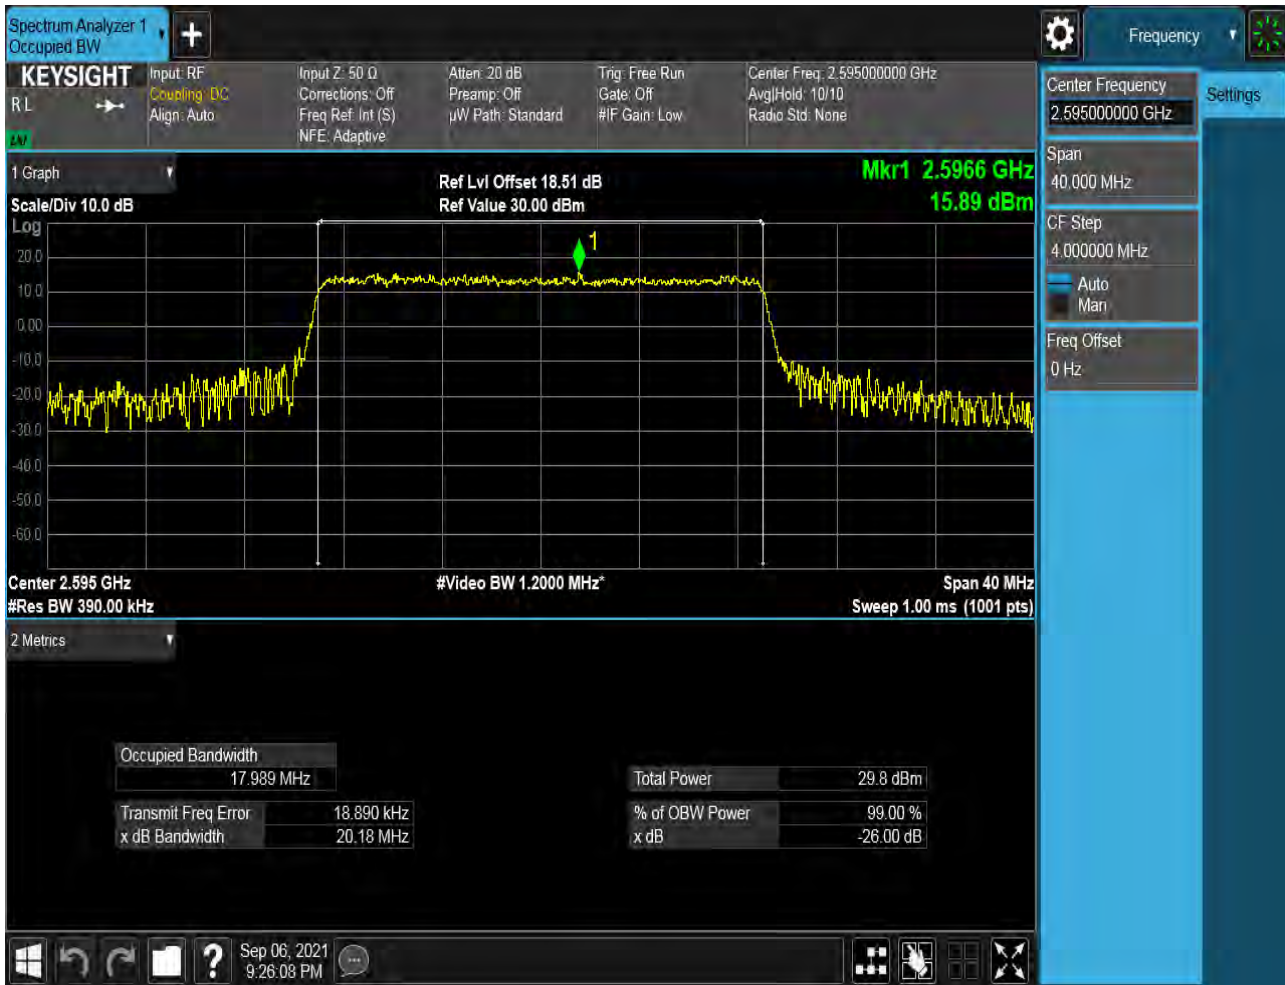 Spectrum Analyzer 1
Occupied BW
Frequency
KEYSIGHT
R L
Input: RF
Coupling: DC
Align: Auto
Input Z: 50 Ω
Corrections: Off
Freq Ref: Int (S)
NFE: Adaptive
Atten: 20 dB
Preamp: Off
µW Path: Standard
Trig: Free Run
Gate: Off
#IF Gain: Low
Center Freq: 2.595000000 GHz
Avg|Hold: 10/10
Radio Std: None
Center Frequency
2.595000000 GHz
Settings
Span
40.000 MHz
CF Step
4.000000 MHz
Auto
Man
Freq Offset
0 Hz
1 Graph
Scale/Div 10.0 dB
Log
Ref Lvl Offset 18.51 dB
Ref Value 30.00 dBm
Mkr1 2.5966 GHz
15.89 dBm
1
20.0
10.0
0.00
-10.0
-20.0
-30.0
-40.0
-50.0
-60.0
Center 2.595 GHz
#Video BW 1.2000 MHz*
Span 40 MHz
#Res BW 390.00 kHz
Sweep 1.00 ms (1001 pts)
2 Metrics
Occupied Bandwidth
17.989 MHz
Transmit Freq Error 18.890 kHz
x dB Bandwidth 20.18 MHz
Total Power 29.8 dBm
% of OBW Power 99.00 %
x dB -26.00 dB
?
Sep 06, 2021
9:26:08 PM